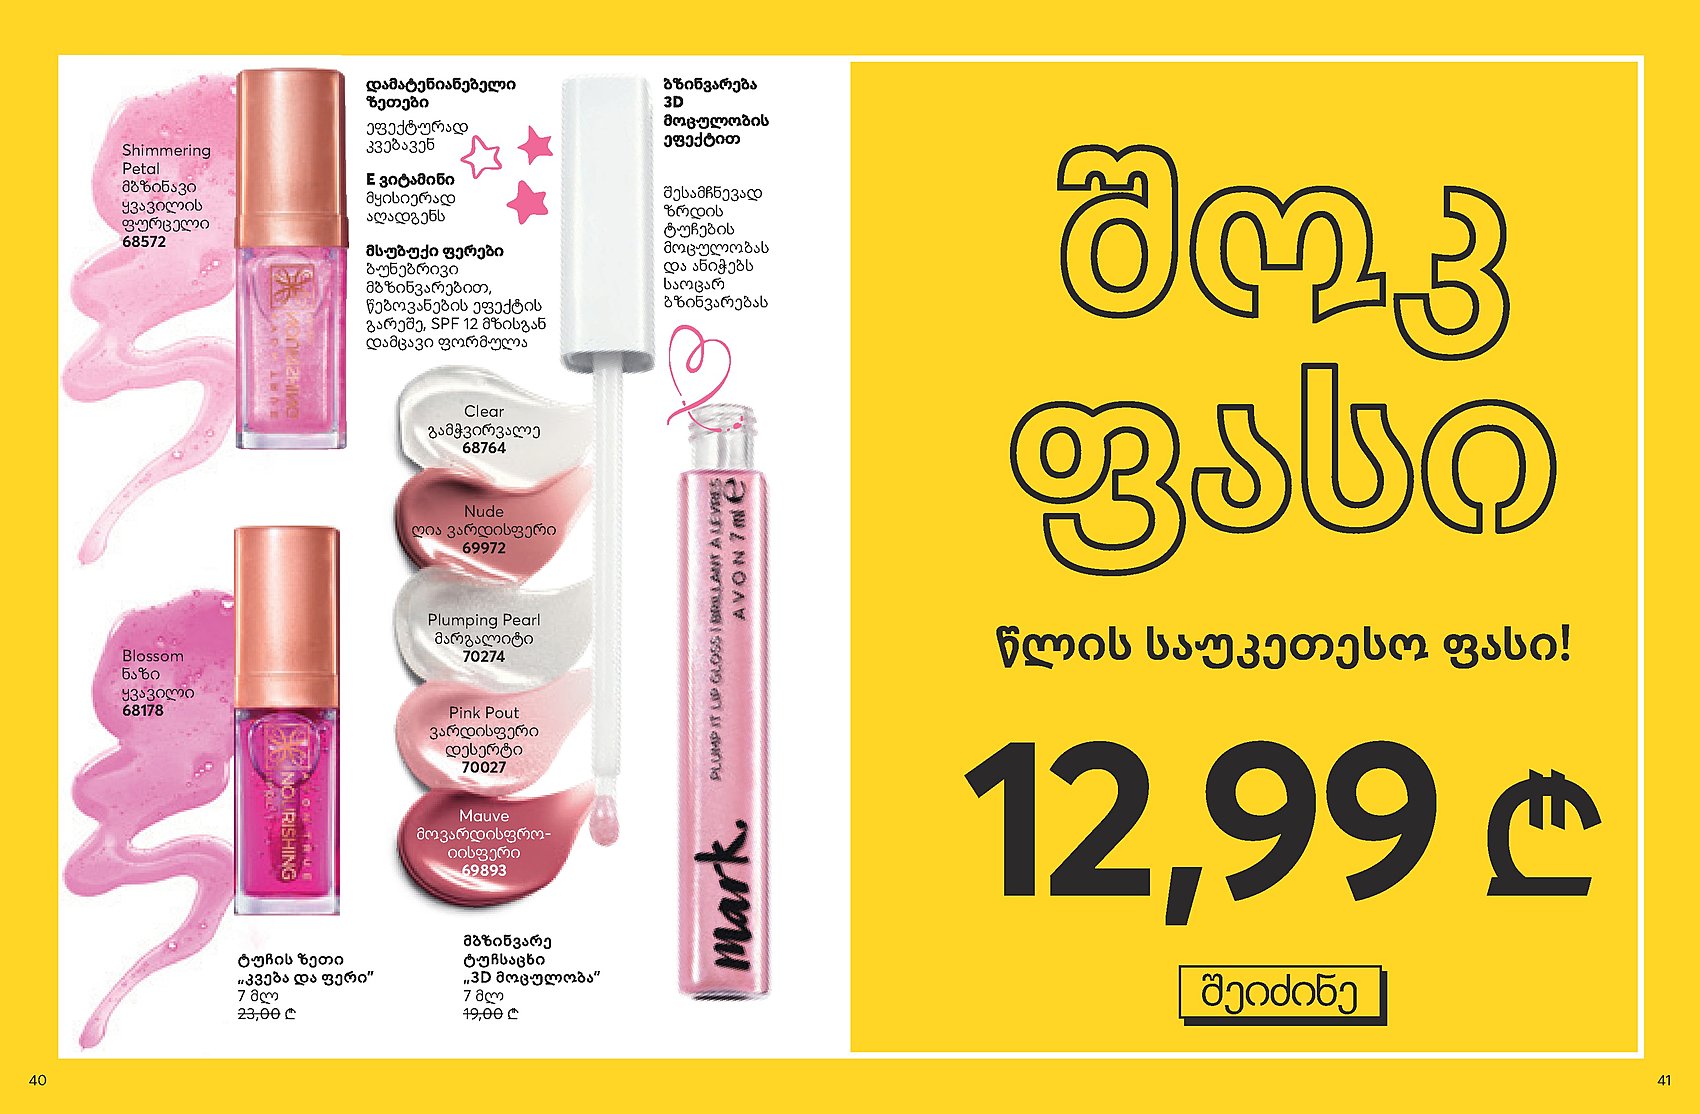 Shimmering
Petal
მბზინავი
ყვავილის
ფურცელი
68572
დამატენიანებელი
ზეთები
ეფექტურად
კვებავენ
E ვიტამინი
მყისიერად
აღადგენს
მსუბუქი ფერები
ბუნებრივი
მბზინვარებით,
წებოვანების ეფექტის
გარეშე, SPF 12 მზისგან
დამცავი ფორმულა
ბზინვარება
3D
მოცულობის
ეფექტით
შესამჩნევად
ზრდის
ტუჩების
მოცულობას
და ანიჭებს
საოცარ
ბზინვარებას
Clear
გამჭვირვალე
68764
Nude
ღია ვარდისფერი
69972
Plumping Pearl
მარგალიტი
70274
Pink Pout
ვარდისფერი
დესერტი
70027
Mauve
მოვარდისფრო-
იისფერი
69893
Blossom
ნაზი
ყვავილი
68178
NOURISHING
PLUMP IT LIP GLOSS | BRILLANT À LÈVRES
AVON 7 ml e
mark.
ტუჩის ზეთი
„კვება და ფერი”
7 მლ
23,00 ₾
მბზინვარე
ტუჩსაცხი
„3D მოცულობა“
7 მლ
19,00 ₾
შოკ
ფასი
წლის საუკეთესო ფასი!
12,99 ₾
შეიძინე
40
41